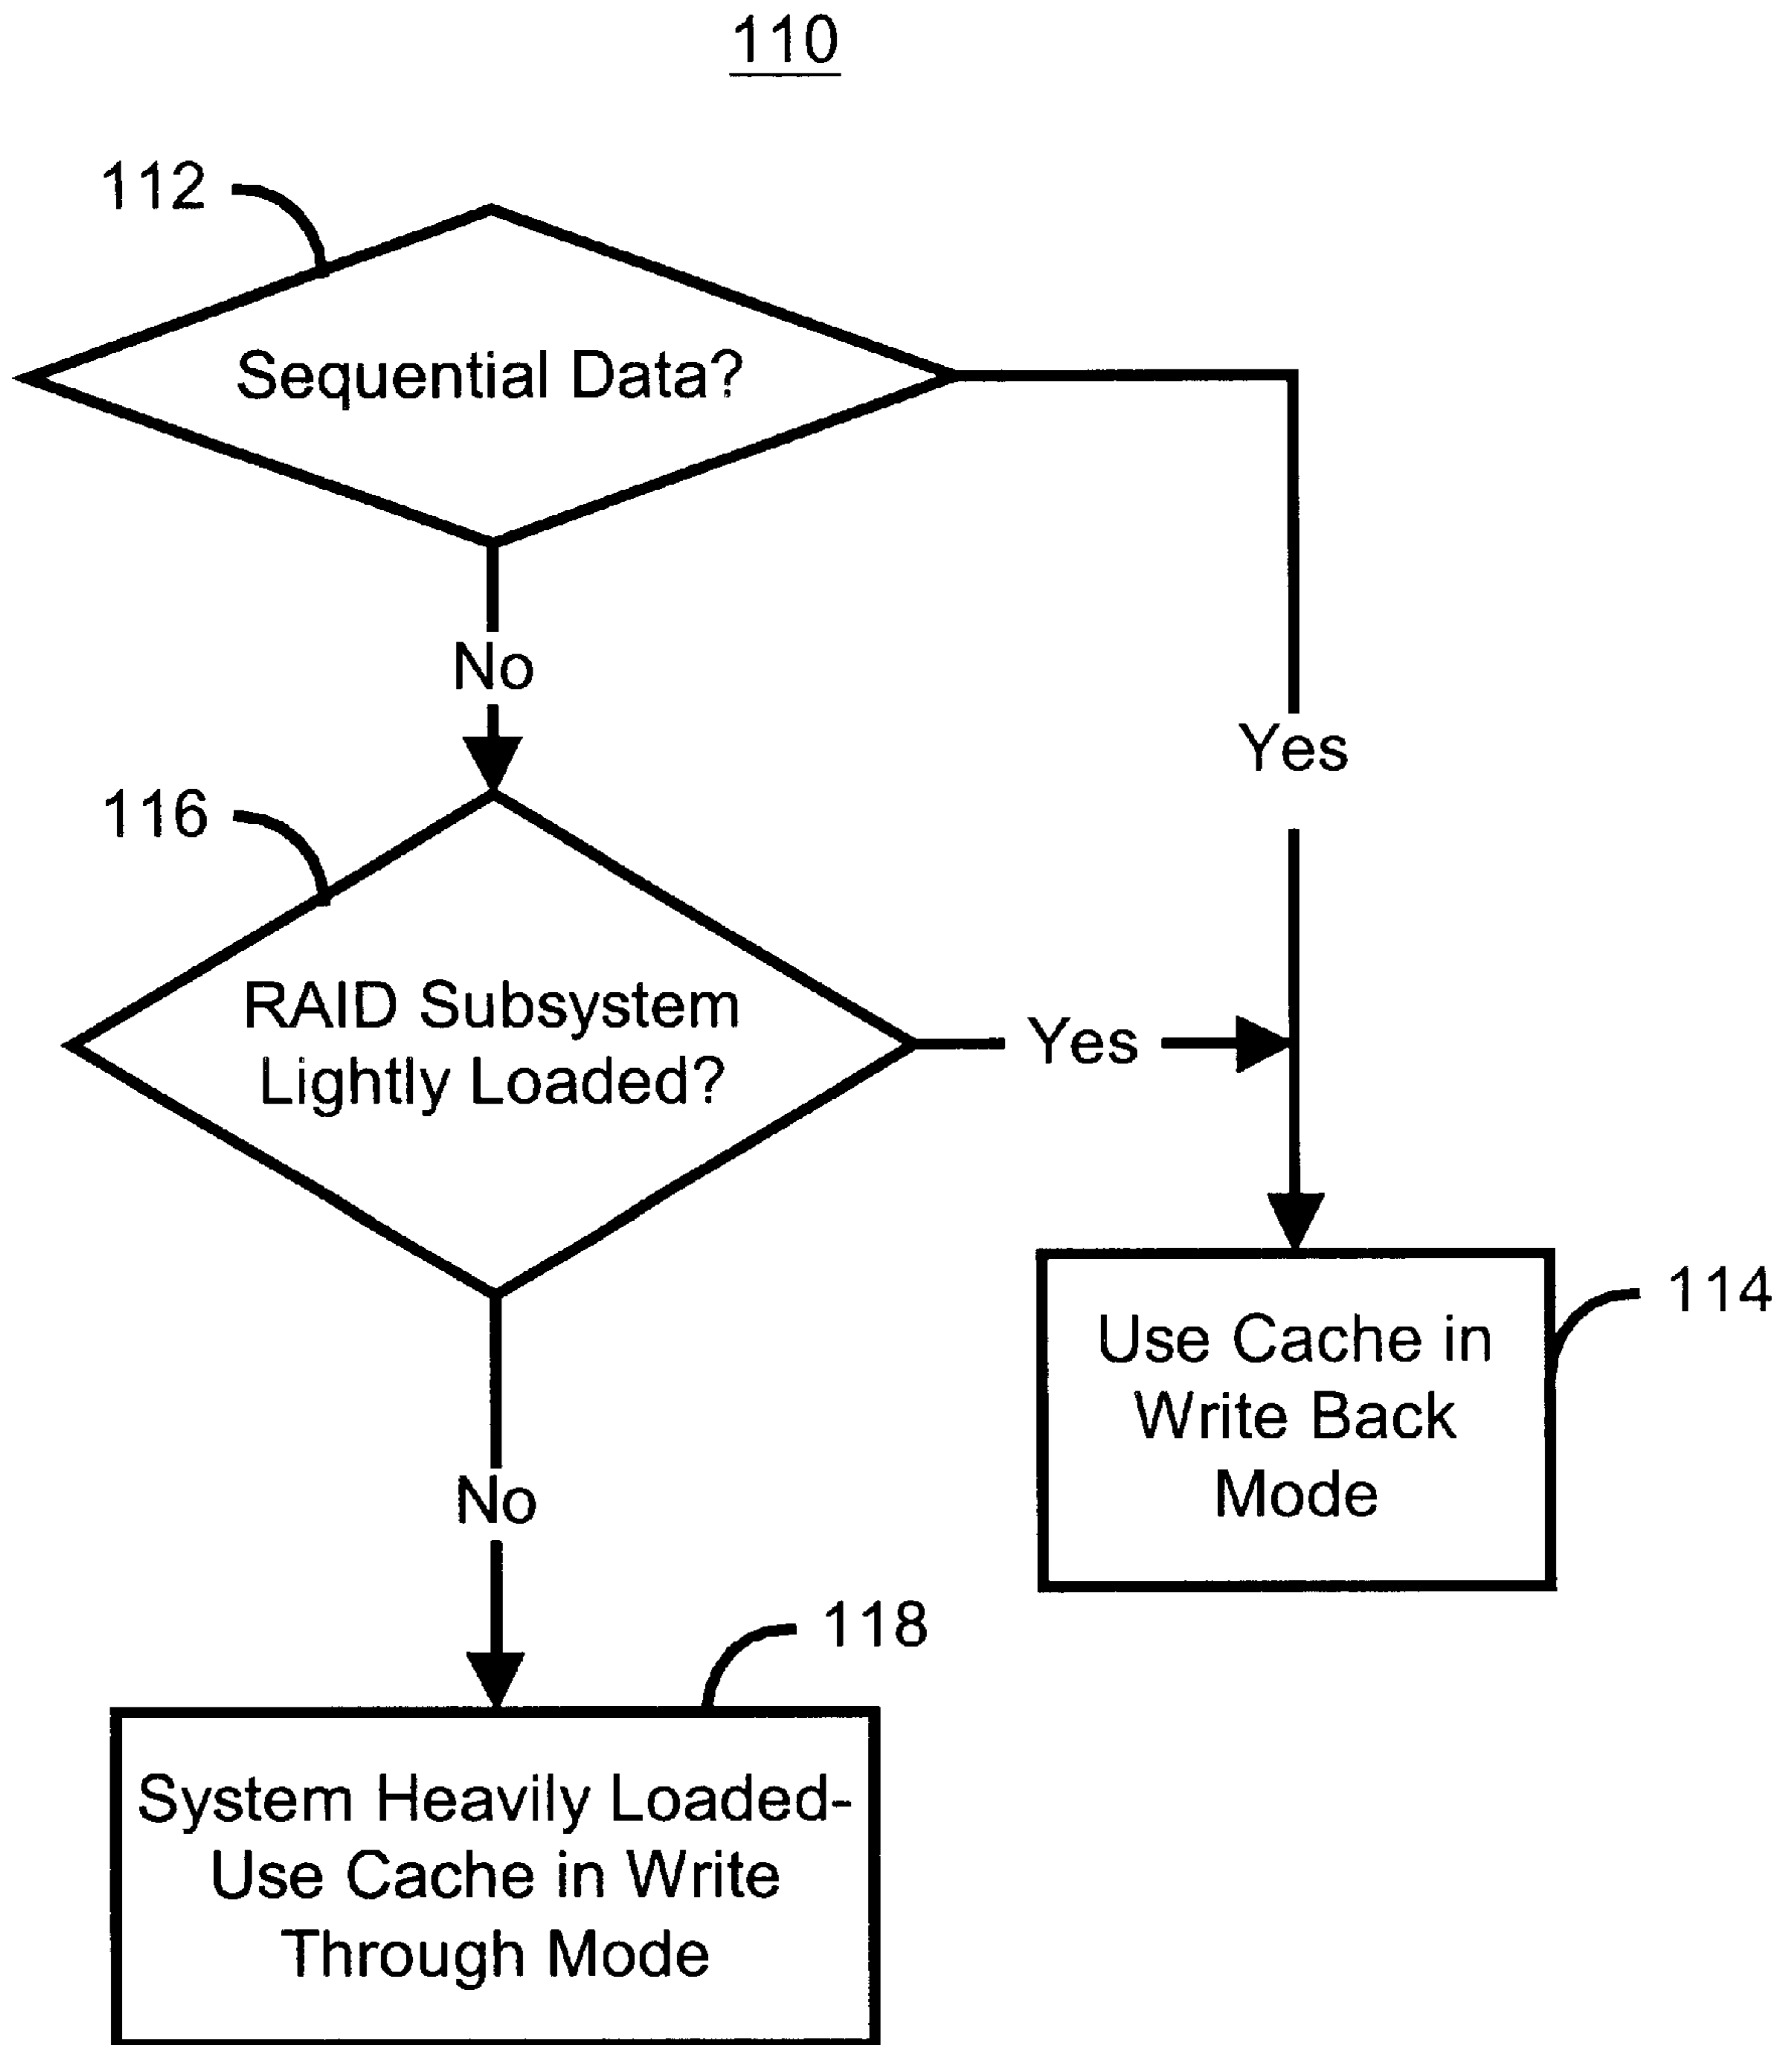 110
112
Sequential Data?
No
Yes
116
RAID Subsystem
Lightly Loaded?
Yes
114
Use Cache in
Write Back
Mode
No
118
System Heavily Loaded-
Use Cache in Write
Through Mode